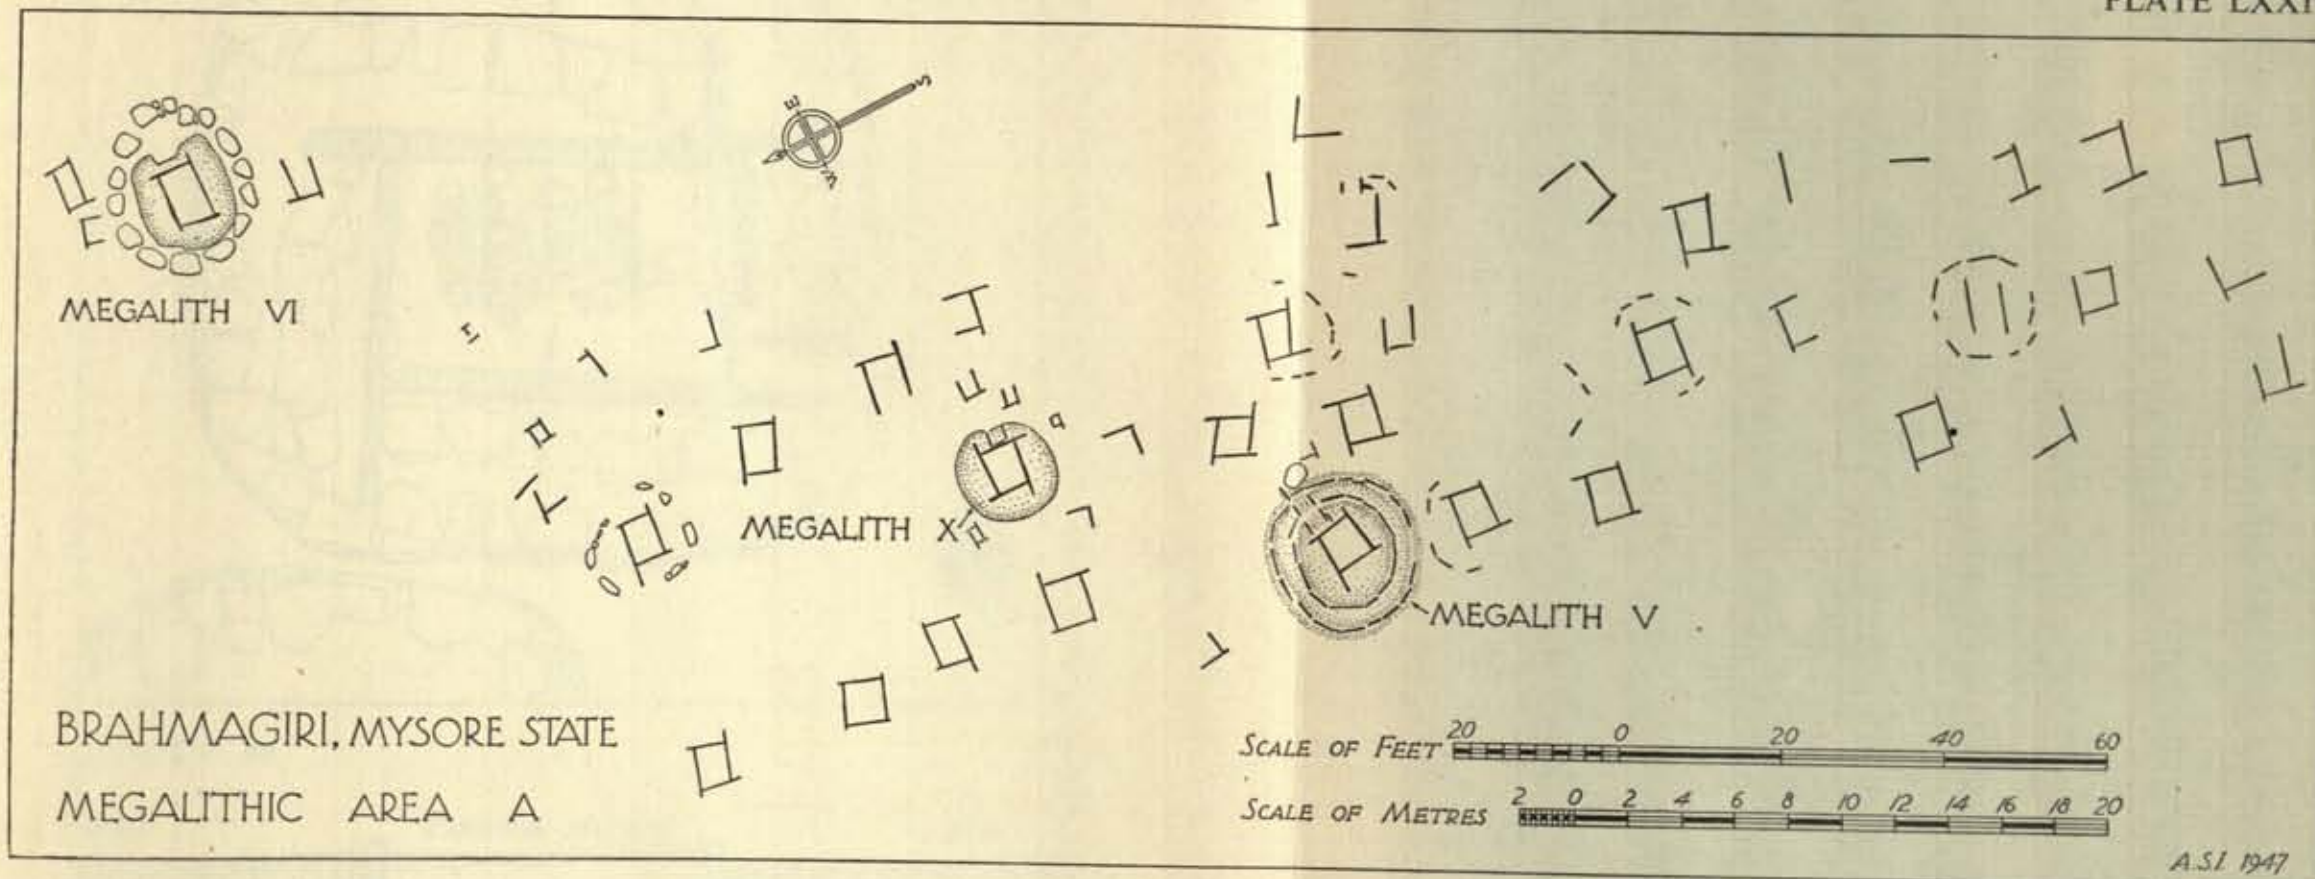 PLATE LXXI
E
S
W
MEGALITH VI
MEGALITH X
MEGALITH V
BRAHMAGIRI, MYSORE STATE
MEGALITHIC AREA A
SCALE OF FEET 20 0 20 40 60
SCALE OF METRES 2 0 2 4 6 8 10 12 14 16 18 20
A.S.I. 1947